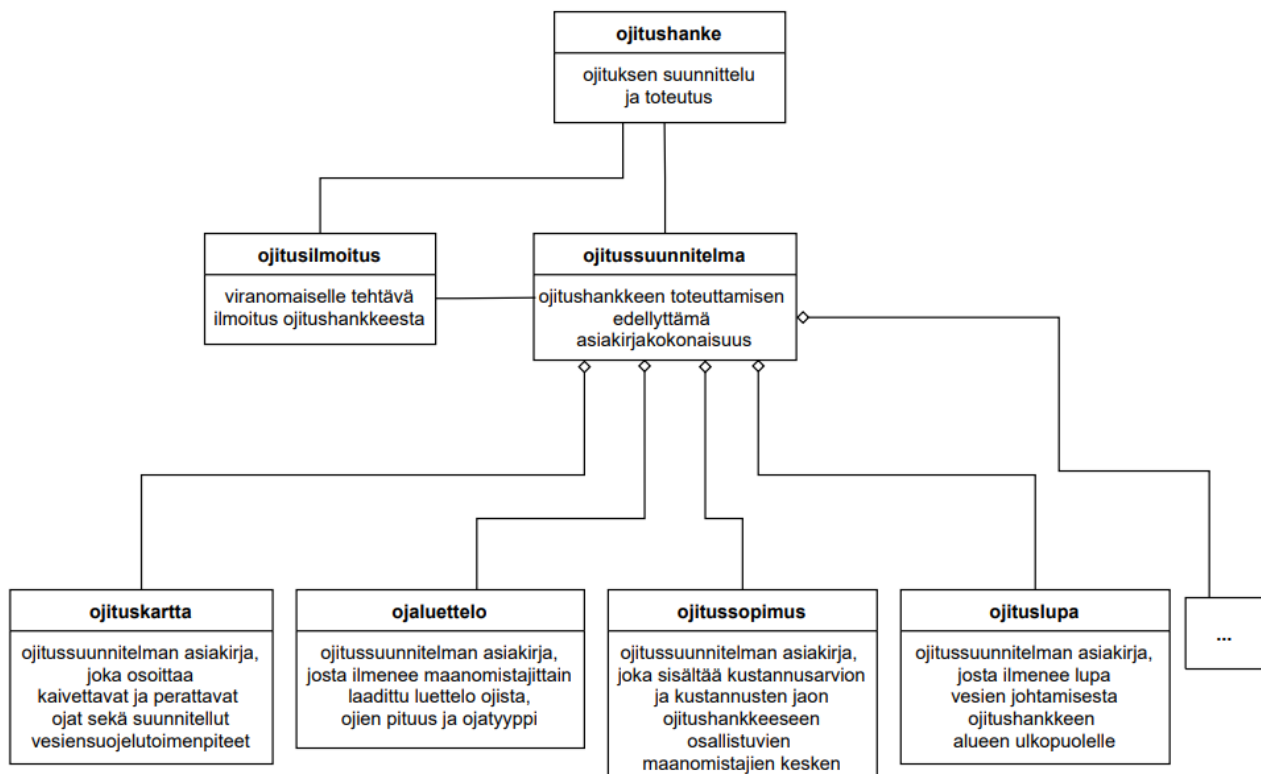 ojitushanke
ojituksen suunnittelu
ja toteutus
ojitusilmoitus
viranomaiselle tehtävä
ilmoitus ojitushankkeesta
ojitussuunnitelma
ojitushankkeen toteuttamisen
edellyttämä
asiakirjakokonaisuus
ojituskartta
ojitussuunnitelman asiakirja,
joka osoittaa
kaivettavat ja perattavat
ojat sekä suunnitellut
vesiensuojelutoimenpiteet
ojaluettelo
ojitussuunnitelman asiakirja,
josta ilmenee maanomistajittain
laadittu luettelo ojista,
ojien pituus ja ojatyyppi
ojitussopimus
ojitussuunnitelman asiakirja,
joka sisältää kustannusarvion
ja kustannusten jaon
ojitushankkeeseen
osallistuvien
maanomistajien kesken
ojituslupa
ojitussuunnitelman asiakirja,
josta ilmenee lupa
vesien johtamisesta
ojitushankkeen
alueen ulkopuolelle
...